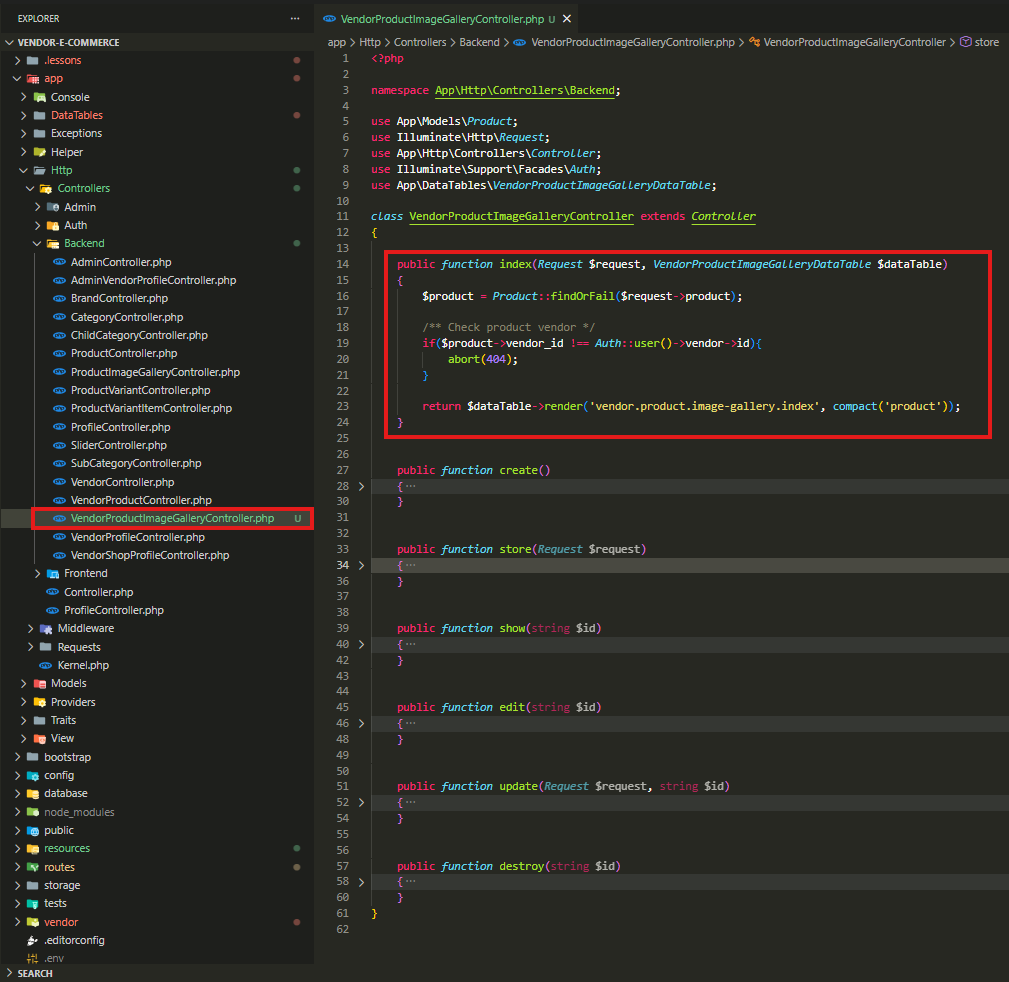 EXPLORER
VENDOR-E-COMMERCE
.lessons
app
Console
DataTables
Exceptions
Helper
Http
Controllers
Admin
Auth
Backend
AdminController.php
AdminVendorProfileController.php
BrandController.php
CategoryController.php
ChildCategoryController.php
ProductController.php
ProductImageGalleryController.php
ProductVariantController.php
ProductVariantItemController.php
ProfileController.php
SliderController.php
SubCategoryController.php
VendorController.php
VendorProductController.php
VendorProductImageGalleryController.php U
VendorProfileController.php
VendorShopProfileController.php
Frontend
Controller.php
ProfileController.php
Middleware
Requests
Kernel.php
Models
Providers
Traits
View
bootstrap
config
database
node_modules
public
resources
routes
storage
tests
vendor
.editorconfig
.env
SEARCH
VendorProductImageGalleryController.php U
app > Http > Controllers > Backend > VendorProductImageGalleryController.php > VendorProductImageGalleryController > store
1 <?php
2
3 namespace App\Http\Controllers\Backend;
4
5 use App\Models\Product;
6 use Illuminate\Http\Request;
7 use App\Http\Controllers\Controller;
8 use Illuminate\Support\Facades\Auth;
9 use App\DataTables\VendorProductImageGalleryDataTable;
10
11 class VendorProductImageGalleryController extends Controller
12 {
13
14 public function index(Request $request, VendorProductImageGalleryDataTable $dataTable)
15 {
16 $product = Product::findOrFail($request->product);
17
18 /** Check product vendor */
19 if($product->vendor_id !== Auth::user()->vendor->id){
20 abort(404);
21 }
22
23 return $dataTable->render('vendor.product.image-gallery.index', compact('product'));
24 }
25
26
27 public function create()
28 {···
30 }
31
32
33 public function store(Request $request)
34 {···
36 }
37
38
39 public function show(string $id)
40 {···
42 }
43
44
45 public function edit(string $id)
46 {···
48 }
49
50
51 public function update(Request $request, string $id)
52 {···
54 }
55
56
57 public function destroy(string $id)
58 {···
60 }
61 }
62